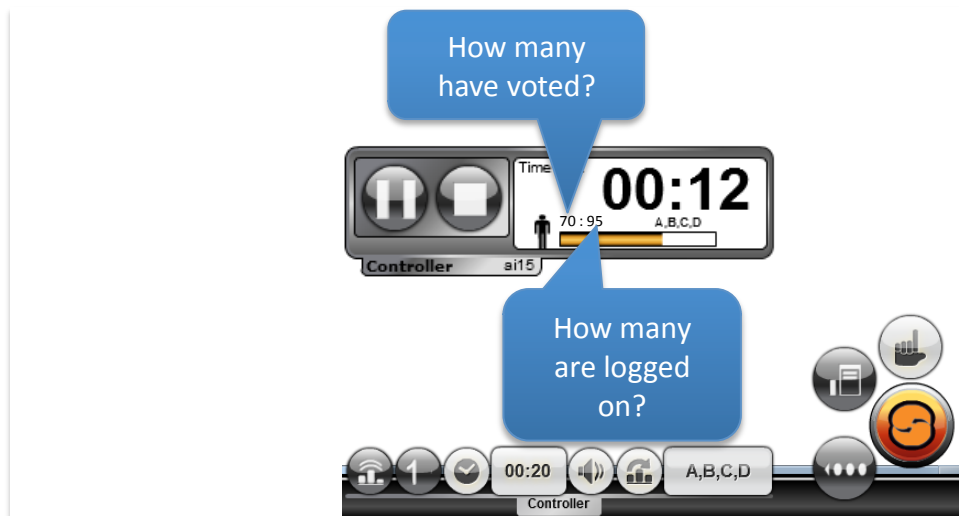 How many
have voted?
Time
00:12
70 : 95
A,B,C,D
Controller
ai15
How many
are logged
on?
1
00:20
A,B,C,D
Controller